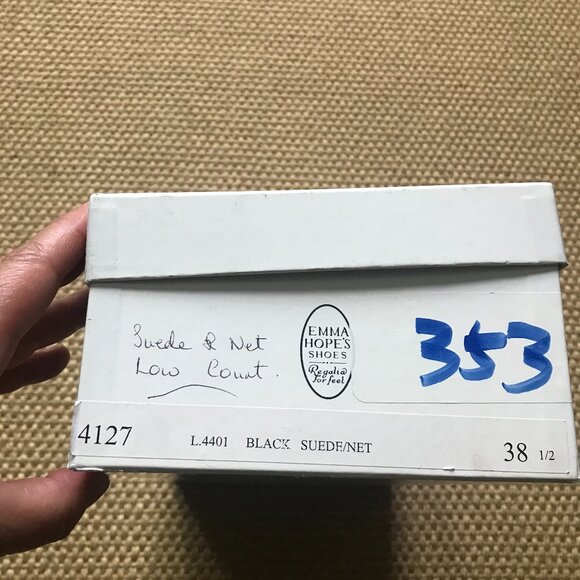 Suede & Net
Low Court.
EMMA
HOPE'S
SHOES
Regalia
for feet
353
4127 L.4401 BLACK SUEDE/NET 38 1/2